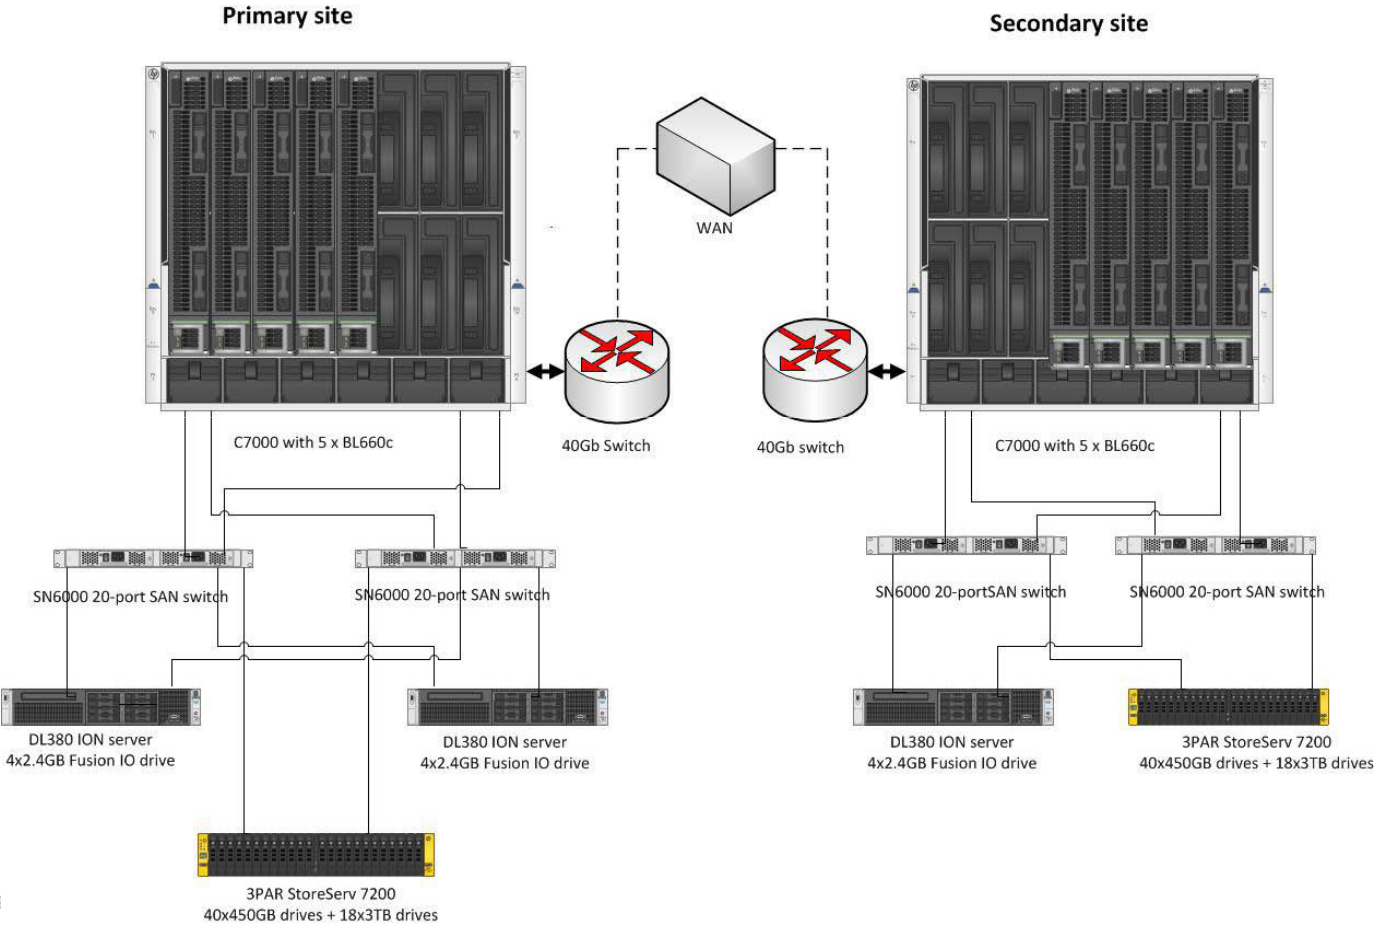 Primary site
Secondary site
WAN
C7000 with 5 x BL660c
40Gb Switch
40Gb switch
C7000 with 5 x BL660c
SN6000 20-port SAN switch
SN6000 20-port SAN switch
SN6000 20-portSAN switch
SN6000 20-port SAN switch
DL380 ION server
4x2.4GB Fusion IO drive
DL380 ION server
4x2.4GB Fusion IO drive
DL380 ION server
4x2.4GB Fusion IO drive
3PAR StoreServ 7200
40x450GB drives + 18x3TB drives
3PAR StoreServ 7200
40x450GB drives + 18x3TB drives